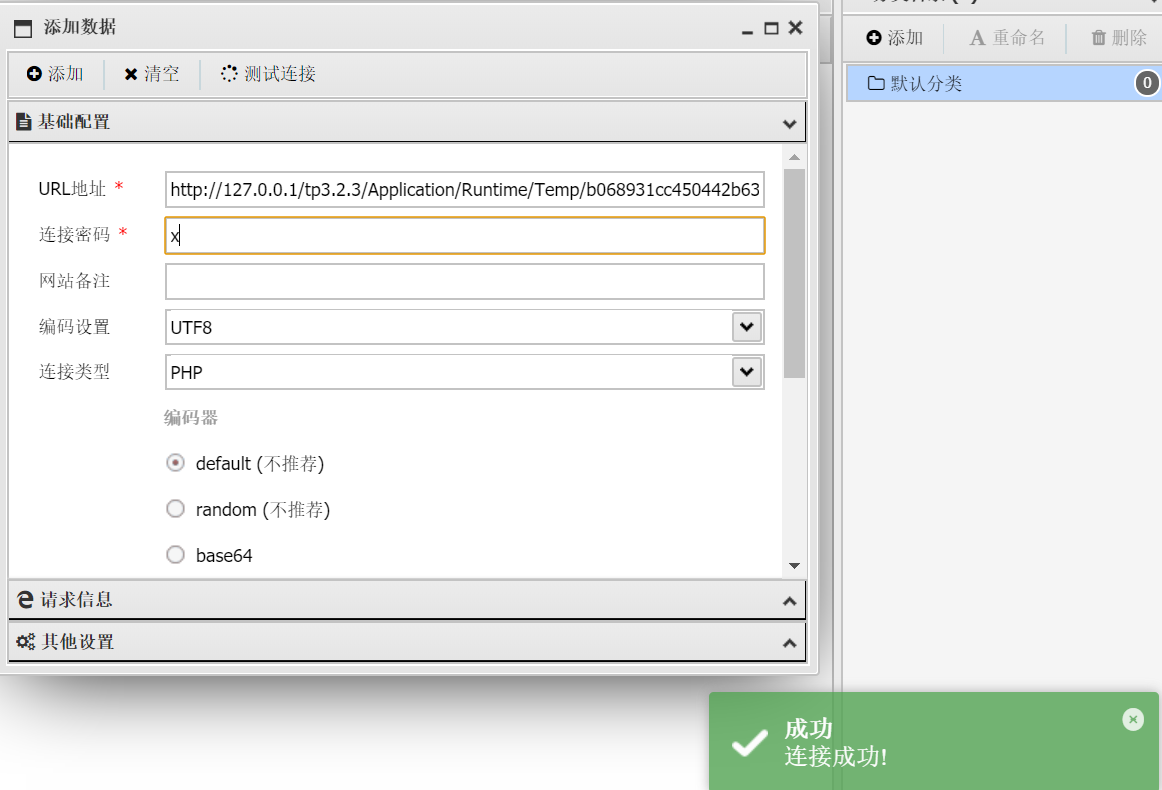 添加数据
添加 清空 测试连接
基础配置
URL地址 * http://127.0.0.1/tp3.2.3/Application/Runtime/Temp/b068931cc450442b63
连接密码 * x
网站备注
编码设置 UTF8
连接类型 PHP
编码器
default (不推荐)
random (不推荐)
base64
请求信息
其他设置
添加 重命名 删除
默认分类 0
成功
连接成功!